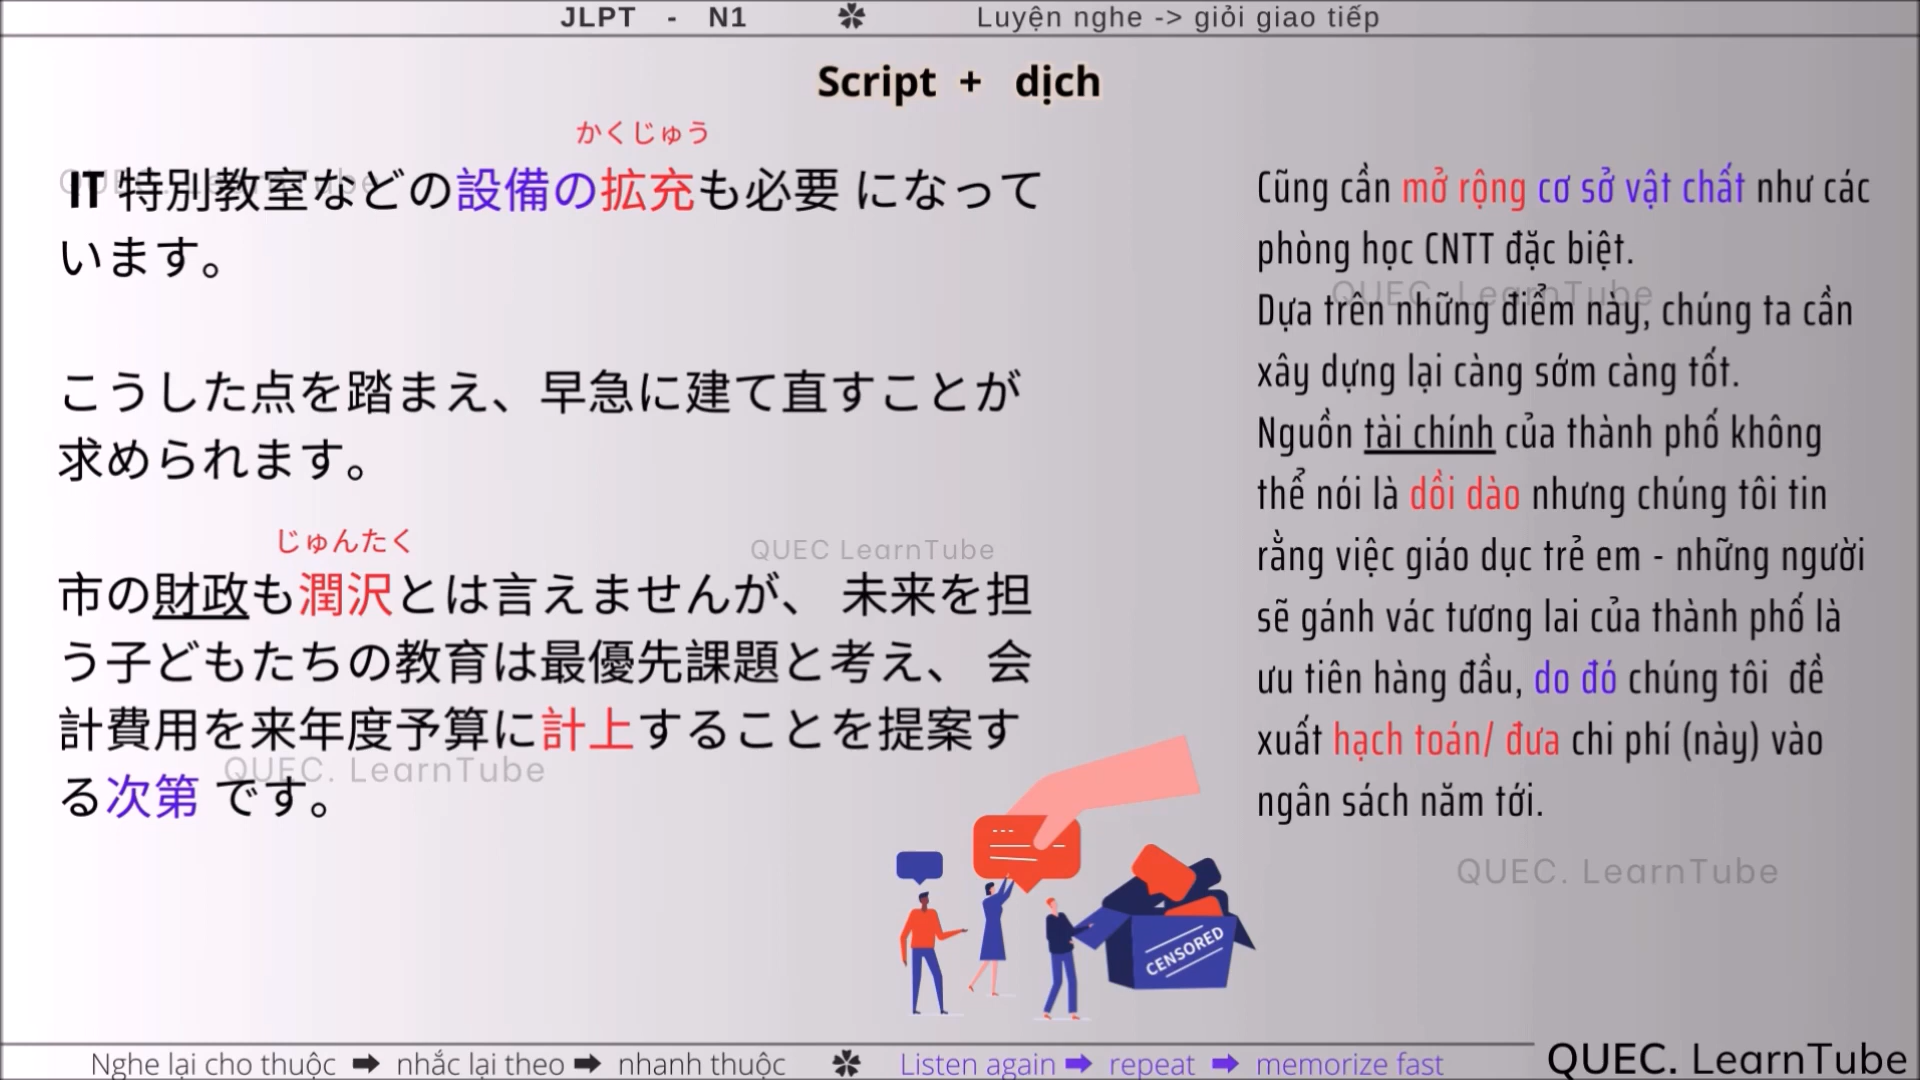 JLPT - N1 ✽ Luyện nghe -> giỏi giao tiếp
Script + dịch
かくじゅう
IT 特別教室などの設備の拡充も必要 になって
います。
こうした点を踏まえ、早急に建て直すことが
求められます。
じゅんたく
市の財政も潤沢とは言えませんが、 未来を担
う子どもたちの教育は最優先課題と考え、 会
計費用を来年度予算に計上することを提案す
る次第 です。
Cũng cần mở rộng cơ sở vật chất như các
phòng học CNTT đặc biệt.
Dựa trên những điểm này, chúng ta cần
xây dựng lại càng sớm càng tốt.
Nguồn tài chính của thành phố không
thể nói là dồi dào nhưng chúng tôi tin
rằng việc giáo dục trẻ em - những người
sẽ gánh vác tương lai của thành phố là
ưu tiên hàng đầu, do đó chúng tôi đề
xuất hạch toán/ đưa chi phí (này) vào
ngân sách năm tới.
QUEC. LearnTube
QUEC. LearnTube
QUEC LearnTube
QUEC. LearnTube
QUEC. LearnTube
CENSORED
Nghe lại cho thuộc ➡ nhắc lại theo ➡ nhanh thuộc ✽ Listen again ➡ repeat ➡ memorize fast
QUEC. LearnTube